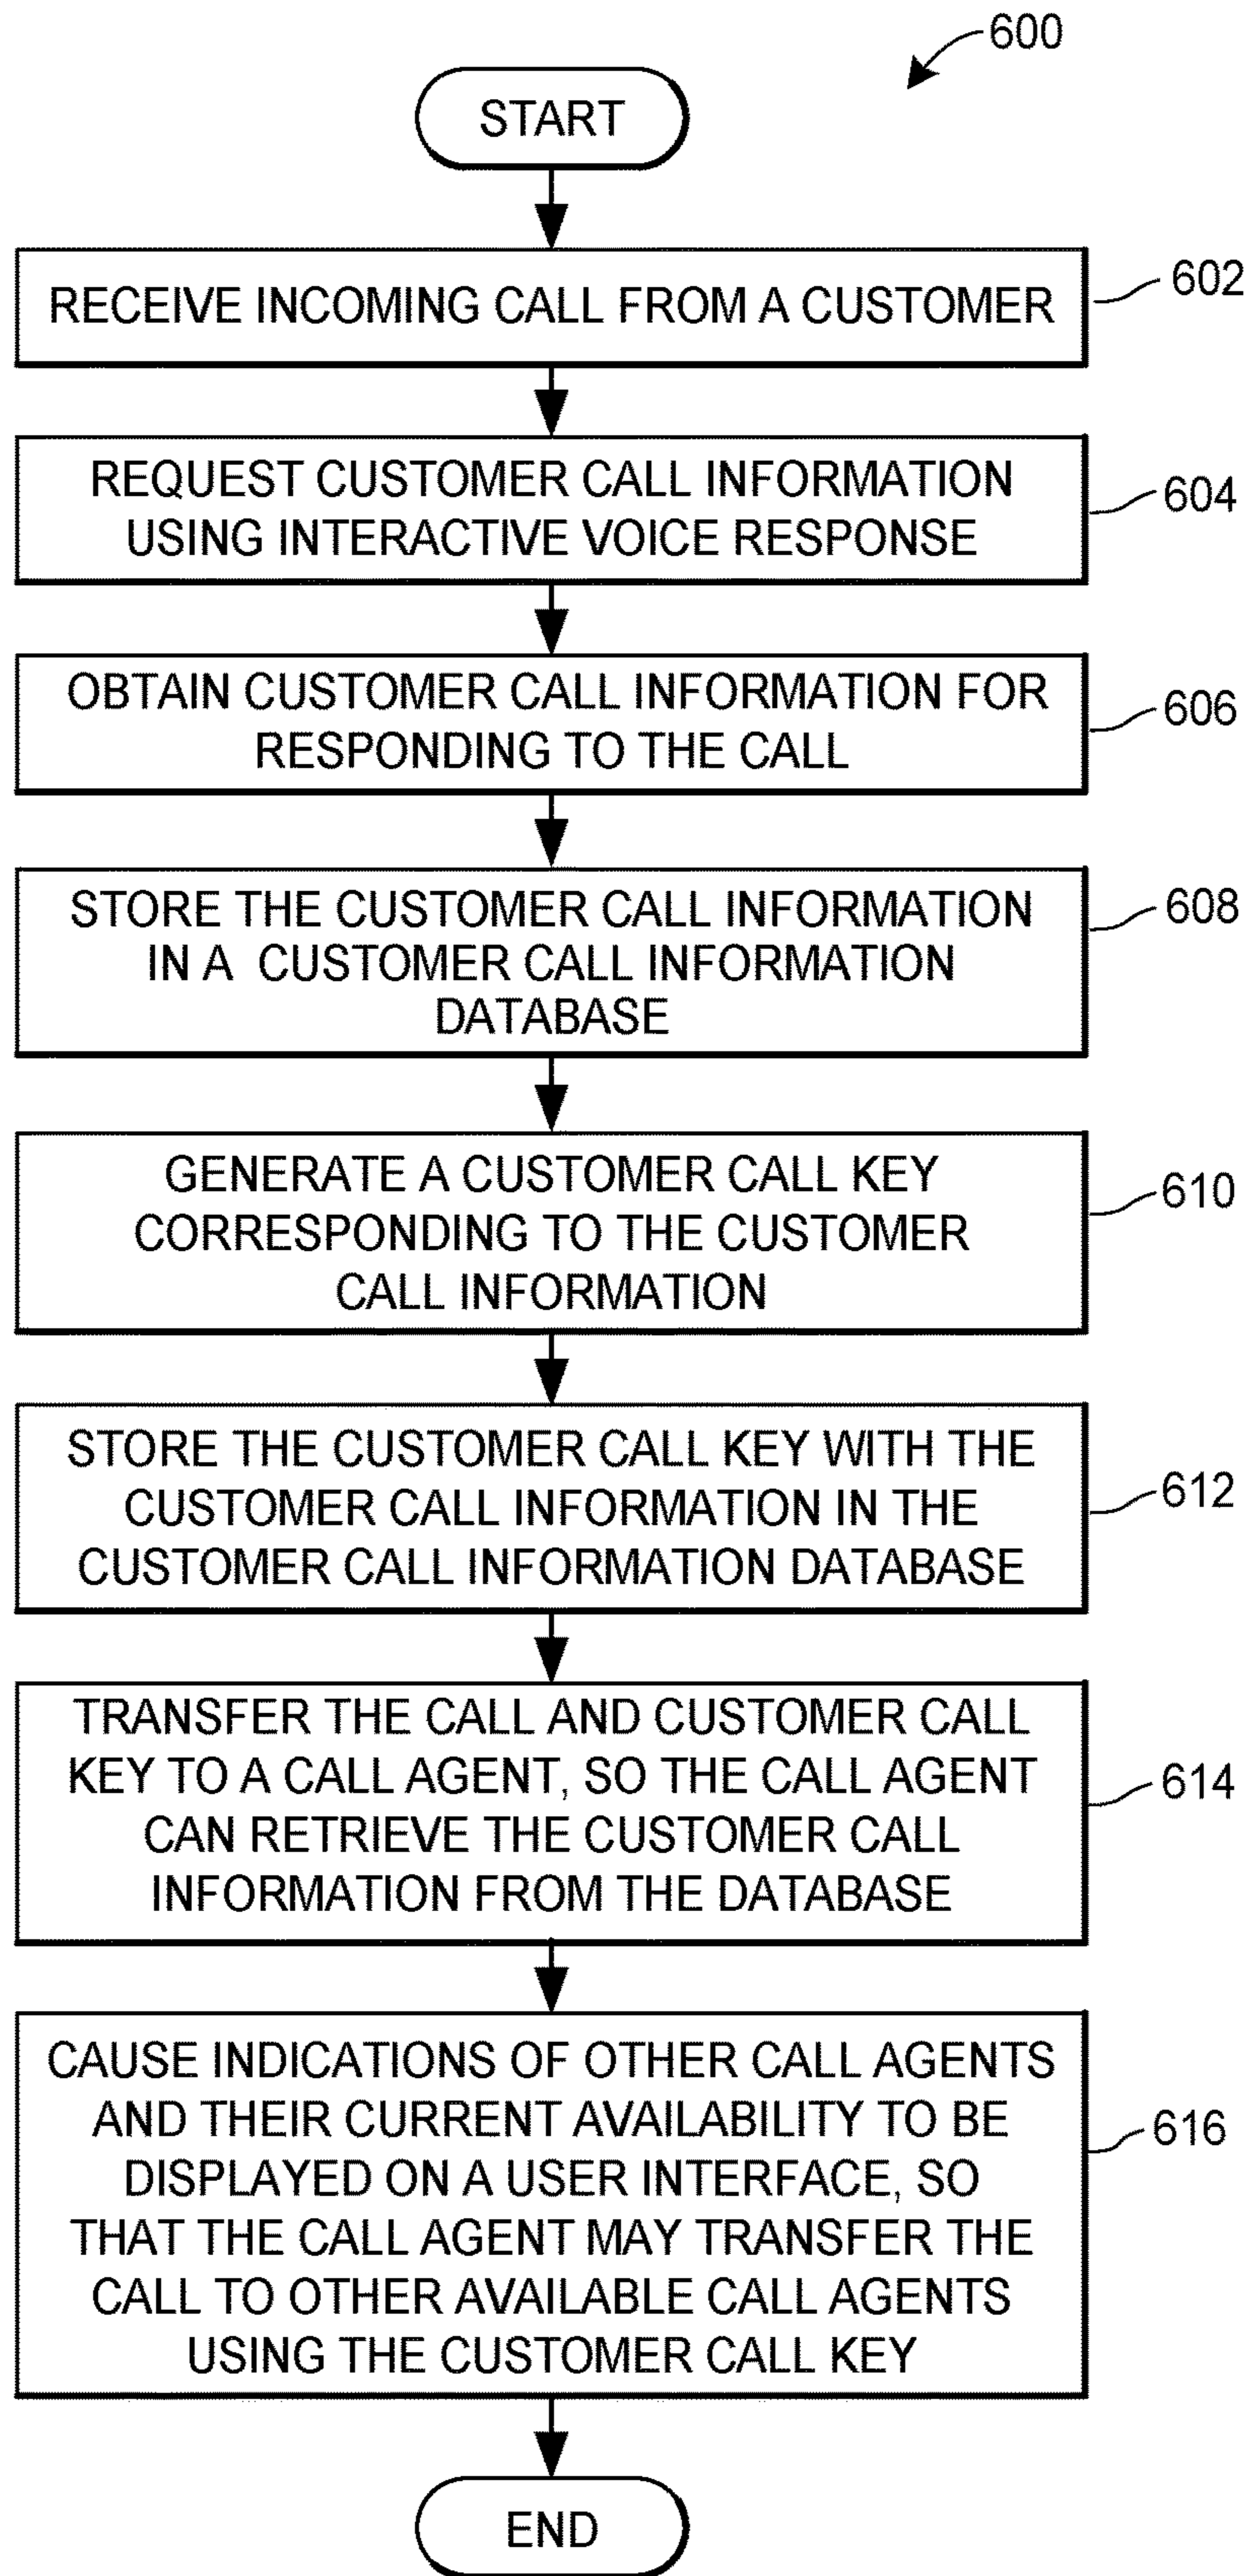 600
START
RECEIVE INCOMING CALL FROM A CUSTOMER
602
REQUEST CUSTOMER CALL INFORMATION
USING INTERACTIVE VOICE RESPONSE
604
OBTAIN CUSTOMER CALL INFORMATION FOR
RESPONDING TO THE CALL
606
STORE THE CUSTOMER CALL INFORMATION
IN A CUSTOMER CALL INFORMATION
DATABASE
608
GENERATE A CUSTOMER CALL KEY
CORRESPONDING TO THE CUSTOMER
CALL INFORMATION
610
STORE THE CUSTOMER CALL KEY WITH THE
CUSTOMER CALL INFORMATION IN THE
CUSTOMER CALL INFORMATION DATABASE
612
TRANSFER THE CALL AND CUSTOMER CALL
KEY TO A CALL AGENT, SO THE CALL AGENT
CAN RETRIEVE THE CUSTOMER CALL
INFORMATION FROM THE DATABASE
614
CAUSE INDICATIONS OF OTHER CALL AGENTS
AND THEIR CURRENT AVAILABILITY TO BE
DISPLAYED ON A USER INTERFACE, SO
THAT THE CALL AGENT MAY TRANSFER THE
CALL TO OTHER AVAILABLE CALL AGENTS
USING THE CUSTOMER CALL KEY
616
END